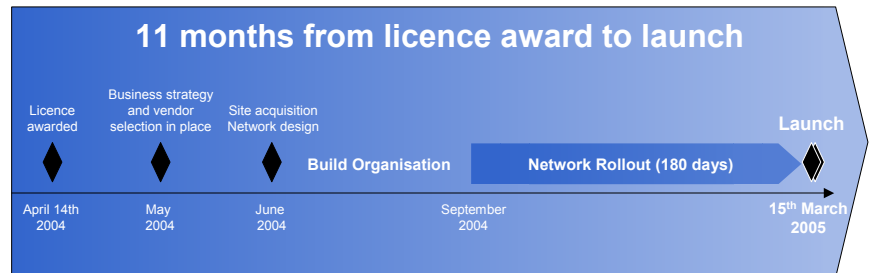 11 months from licence award to launch
Licence
awarded
Business strategy
and vendor
selection in place
Site acquisition
Network design
Launch
Build Organisation
Network Rollout (180 days)
April 14th
2004
May
2004
June
2004
September
2004
15th March
2005